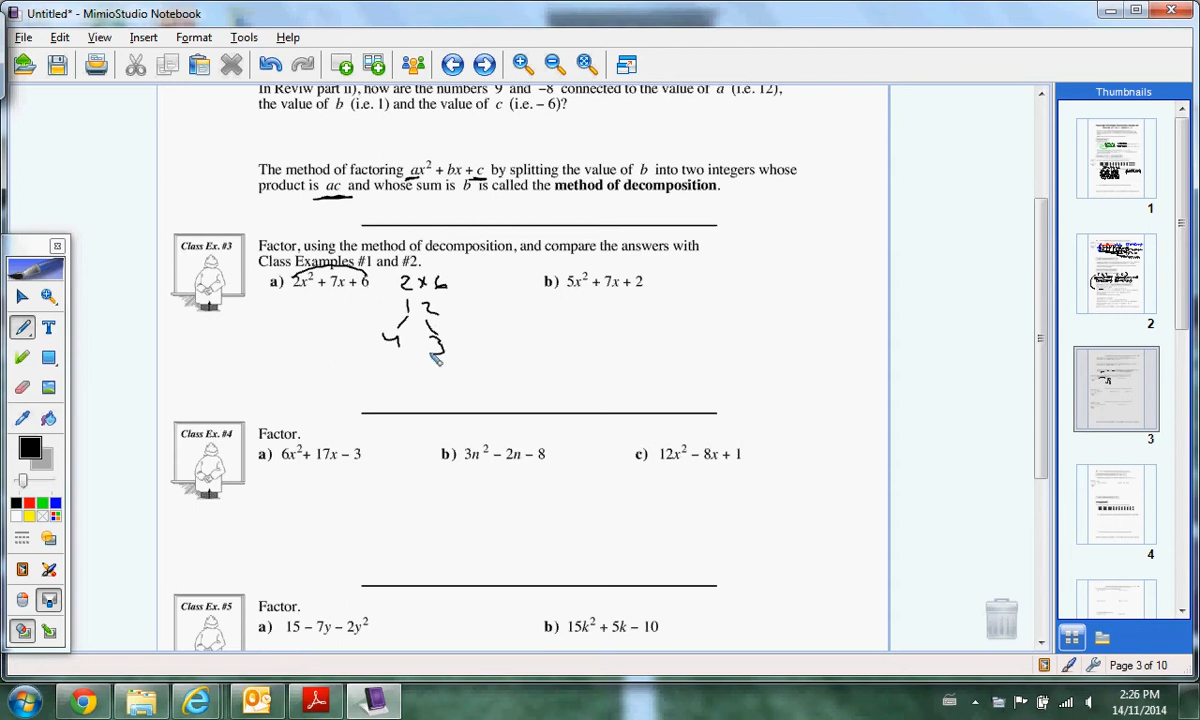 Untitled* - MimioStudio Notebook
File Edit View Insert Format Tools Help
In Reviw part ii), how are the numbers 9 and −8 connected to the value of a (i.e. 12),
the value of b (i.e. 1) and the value of c (i.e. − 6)?
The method of factoring ax² + bx + c by splitting the value of b into two integers whose
product is ac and whose sum is b is called the method of decomposition.
Class Ex. #3
Factor, using the method of decomposition, and compare the answers with
Class Examples #1 and #2.
a) 2x² + 7x + 6
2 × 6
12
4 3
b) 5x² + 7x + 2
Class Ex. #4
Factor.
a) 6x² + 17x − 3
b) 3n² − 2n − 8
c) 12x² − 8x + 1
Class Ex. #5
Factor.
a) 15 − 7y − 2y²
b) 15k² + 5k − 10
Thumbnails
1
2
3
4
Page 3 of 10
2:26 PM
14/11/2014